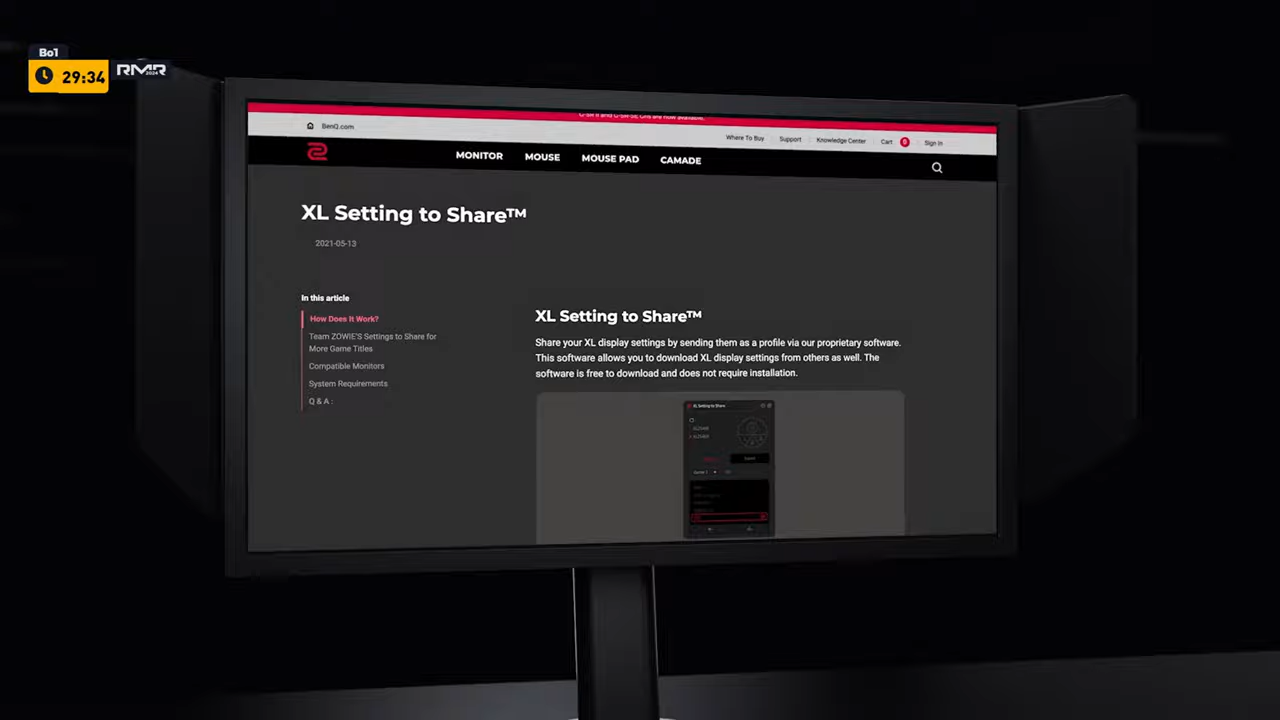 Bo1
29:34
RMR
2024
BenQ.com
Where To Buy
Support
Knowledge Center
Cart
0
Sign In
MONITOR
MOUSE
MOUSE PAD
CAMADE
XL Setting to Share™
2021-05-13
In this article
How Does It Work?
Team ZOWIE'S Settings to Share for
More Game Titles
Compatible Monitors
System Requirements
Q & A :
XL Setting to Share™
Share your XL display settings by sending them as a profile via our proprietary software.
This software allows you to download XL display settings from others as well. The
software is free to download and does not require installation.
XL Setting to Share